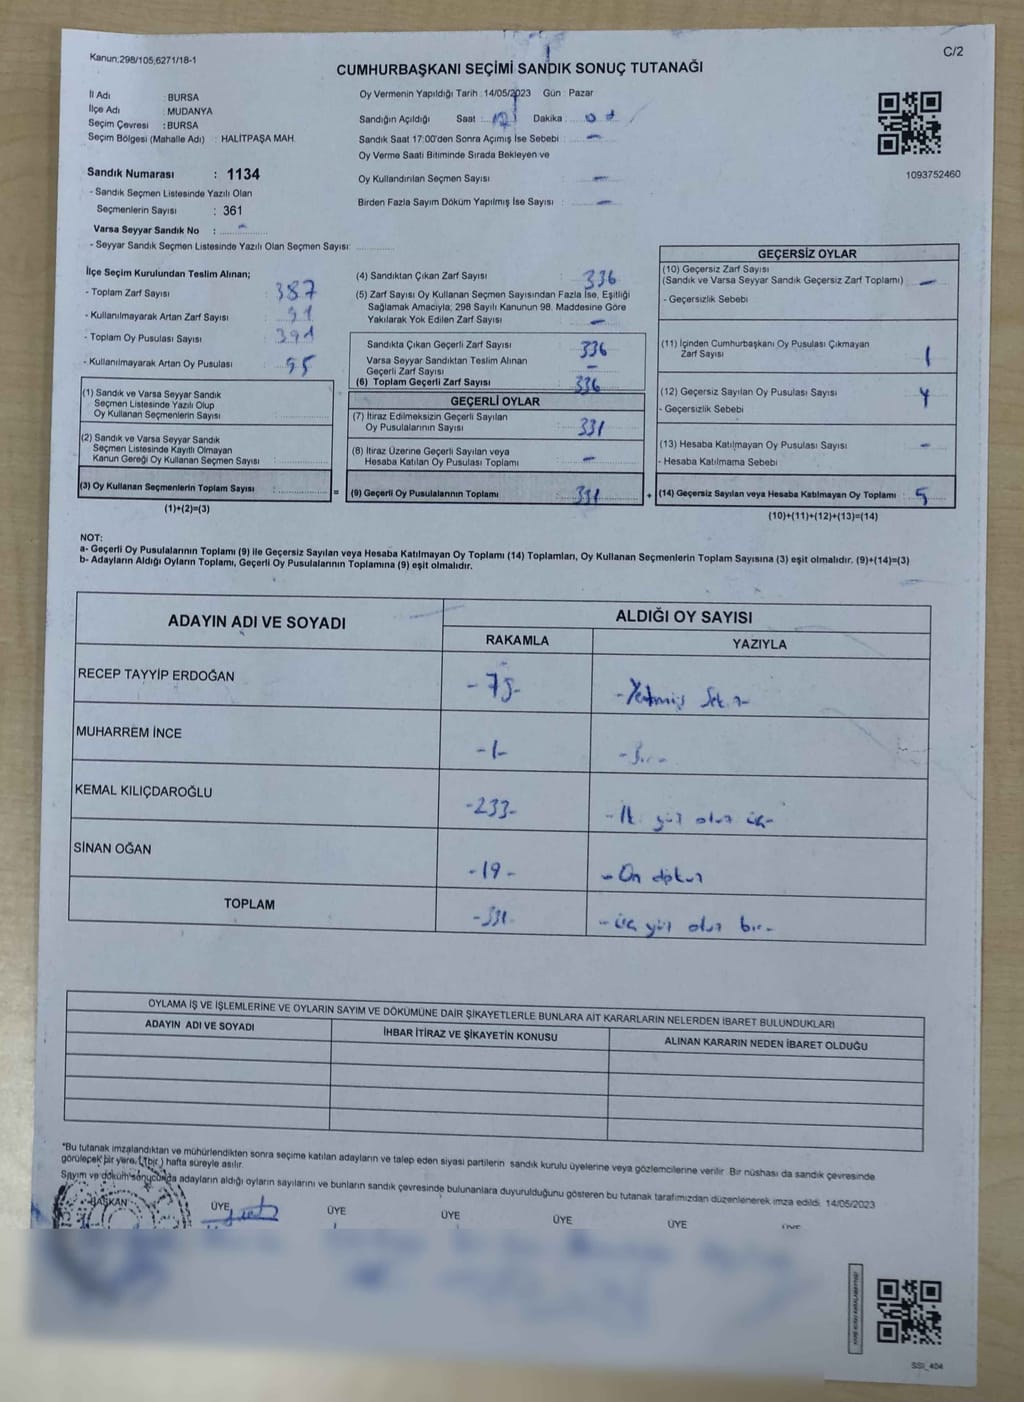 Kanun:298/105,6271/18-1
C/2
CUMHURBAŞKANI SEÇİMİ SANDIK SONUÇ TUTANAĞI
İl Adı : BURSA
İlçe Adı : MUDANYA
Seçim Çevresi : BURSA
Seçim Bölgesi (Mahalle Adı) : HALİTPAŞA MAH.
Sandık Numarası : 1134
- Sandık Seçmen Listesinde Yazılı Olan
Seçmenlerin Sayısı : 361
Varsa Seyyar Sandık No : -
- Seyyar Sandık Seçmen Listesinde Yazılı Olan Seçmen Sayısı:
Oy Vermenin Yapıldığı Tarih : 14/05/2023 Gün : Pazar
Sandığın Açıldığı Saat : Dakika :
Sandık Saat 17:00'den Sonra Açımış İse Sebebi : -
Oy Verme Saati Bitiminde Sırada Bekleyen ve
Oy Kullandırılan Seçmen Sayısı : -
Birden Fazla Sayım Döküm Yapılmış İse Sayısı : -
1093752460
İlçe Seçim Kurulundan Teslim Alınan;
- Toplam Zarf Sayısı : 387
- Kullanılmayarak Artan Zarf Sayısı : 51
- Toplam Oy Pusulası Sayısı : 391
- Kullanılmayarak Artan Oy Pusulası : 55
(1) Sandık ve Varsa Seyyar Sandık
Seçmen Listesinde Yazılı Olup
Oy Kullanan Seçmenlerin Sayısı :
(2) Sandık ve Varsa Seyyar Sandık
Seçmen Listesinde Kayıtlı Olmayan
Kanun Gereği Oy Kullanan Seçmen Sayısı :
(3) Oy Kullanan Seçmenlerin Toplam Sayısı :
(1)+(2)=(3)
(4) Sandıktan Çıkan Zarf Sayısı : 336
(5) Zarf Sayısı Oy Kullanan Seçmen Sayısından Fazla İse, Eşitliği
Sağlamak Amacıyla; 298 Sayılı Kanunun 98. Maddesine Göre
Yakılarak Yok Edilen Zarf Sayısı : -
Sandıkta Çıkan Geçerli Zarf Sayısı : 336
Varsa Seyyar Sandıktan Teslim Alınan
Geçerli Zarf Sayısı : -
(6) Toplam Geçerli Zarf Sayısı : 336
GEÇERLİ OYLAR
(7) İtiraz Edilmeksizin Geçerli Sayılan
Oy Pusulalarının Sayısı : 331
(8) İtiraz Üzerine Geçerli Sayılan veya
Hesaba Katılan Oy Pusulası Toplamı : -
= (9) Geçerli Oy Pusulalarının Toplamı : 331
GEÇERSİZ OYLAR
(10) Geçersiz Zarf Sayısı
(Sandık ve Varsa Seyyar Sandık Geçersiz Zarf Toplamı) : -
- Geçersizlik Sebebi
(11) İçinden Cumhurbaşkanı Oy Pusulası Çıkmayan
Zarf Sayısı : 1
(12) Geçersiz Sayılan Oy Pusulası Sayısı : 4
- Geçersizlik Sebebi
(13) Hesaba Katılmayan Oy Pusulası Sayısı : -
- Hesaba Katılmama Sebebi
+ (14) Geçersiz Sayılan veya Hesaba Katılmayan Oy Toplamı : 5
(10)+(11)+(12)+(13)=(14)
NOT:
a- Geçerli Oy Pusulalarının Toplamı (9) ile Geçersiz Sayılan veya Hesaba Katılmayan Oy Toplamı (14) Toplamları, Oy Kullanan Seçmenlerin Toplam Sayısına (3) eşit olmalıdır. (9)+(14)=(3)
b- Adayların Aldığı Oyların Toplamı, Geçerli Oy Pusulalarının Toplamına (9) eşit olmalıdır.
ADAYIN ADI VE SOYADI
ALDIĞI OY SAYISI
RAKAMLA YAZIYLA
RECEP TAYYİP ERDOĞAN -Yetmiş Sekiz-
MUHARREM İNCE -1- -Bir-
KEMAL KILIÇDAROĞLU -233- -İki yüz otuz üç-
SİNAN OĞAN -19- -On dokuz
TOPLAM -331- -üç yüz otuz bir-
OYLAMA İŞ VE İŞLEMLERİNE VE OYLARIN SAYIM VE DÖKÜMÜNE DAİR ŞİKAYETLERLE BUNLARA AİT KARARLARIN NELERDEN İBARET BULUNDUKLARI
ADAYIN ADI VE SOYADI İHBAR İTİRAZ VE ŞİKAYETİN KONUSU ALINAN KARARIN NEDEN İBARET OLDUĞU
*Bu tutanak imzalandıktan ve mühürlendikten sonra seçime katılan adayların ve talep eden siyasi partilerin sandık kurulu üyelerine veya gözlemcilerine verilir. Bir nüshası da sandık çevresinde
görülecek bir yere, 1 (bir) hafta süreyle asılır.
Sayım ve döküm sonucunda adayların aldığı oyların sayılarını ve bunların sandık çevresinde bulunanlara duyurulduğunu gösteren bu tutanak tarafımızdan düzenlenerek imza edildi. 14/05/2023
BAŞKAN ÜYE ÜYE ÜYE ÜYE ÜYE ÜYE
SSI_404